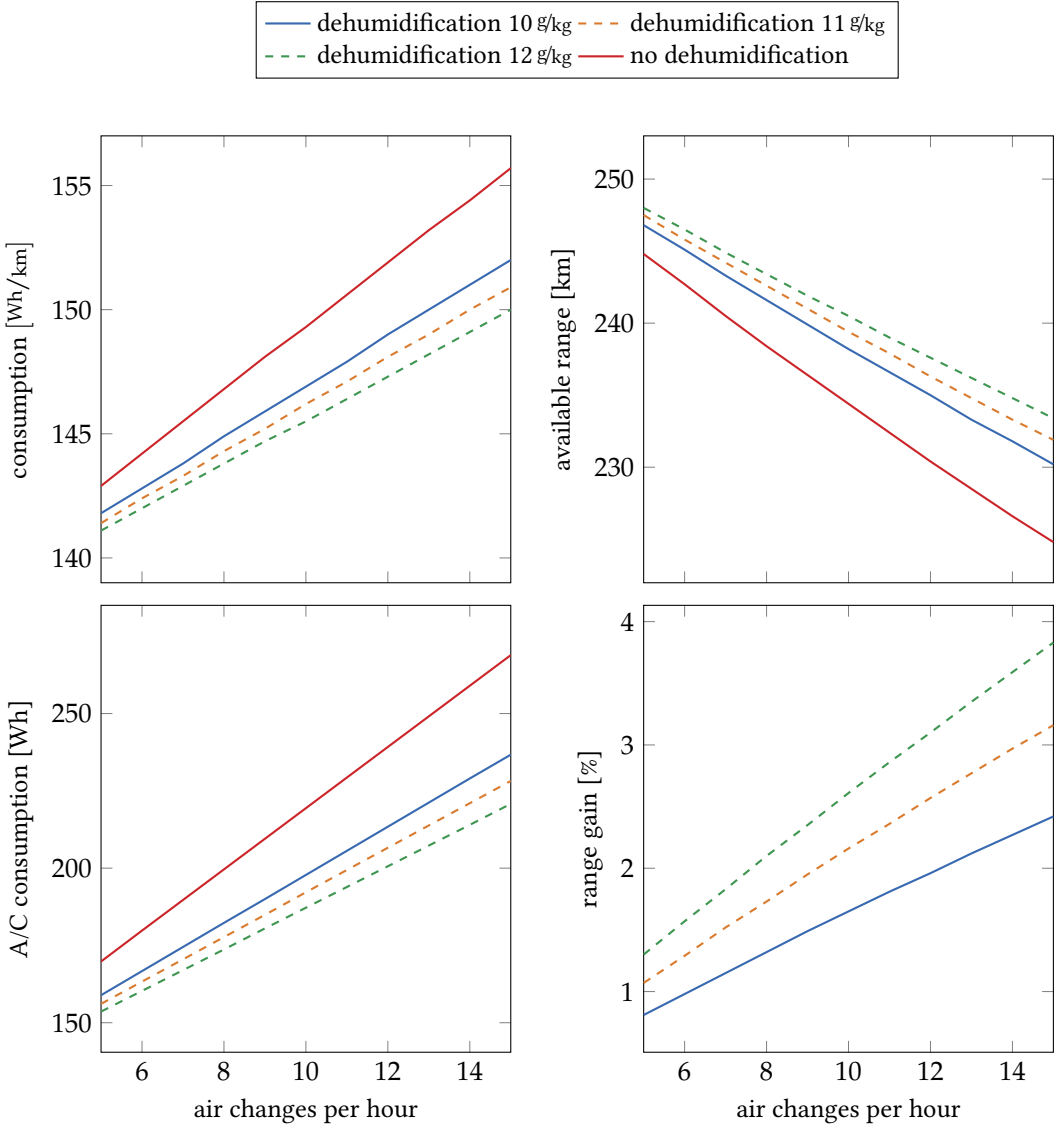 dehumidification 10 g/kg dehumidification 11 g/kg
dehumidification 12 g/kg no dehumidification
consumption [Wh/km]
155
150
145
140
available range [km]
250
240
230
A/C consumption [Wh]
250
200
150
6 8 10 12 14
air changes per hour
range gain [%]
4
3
2
1
6 8 10 12 14
air changes per hour